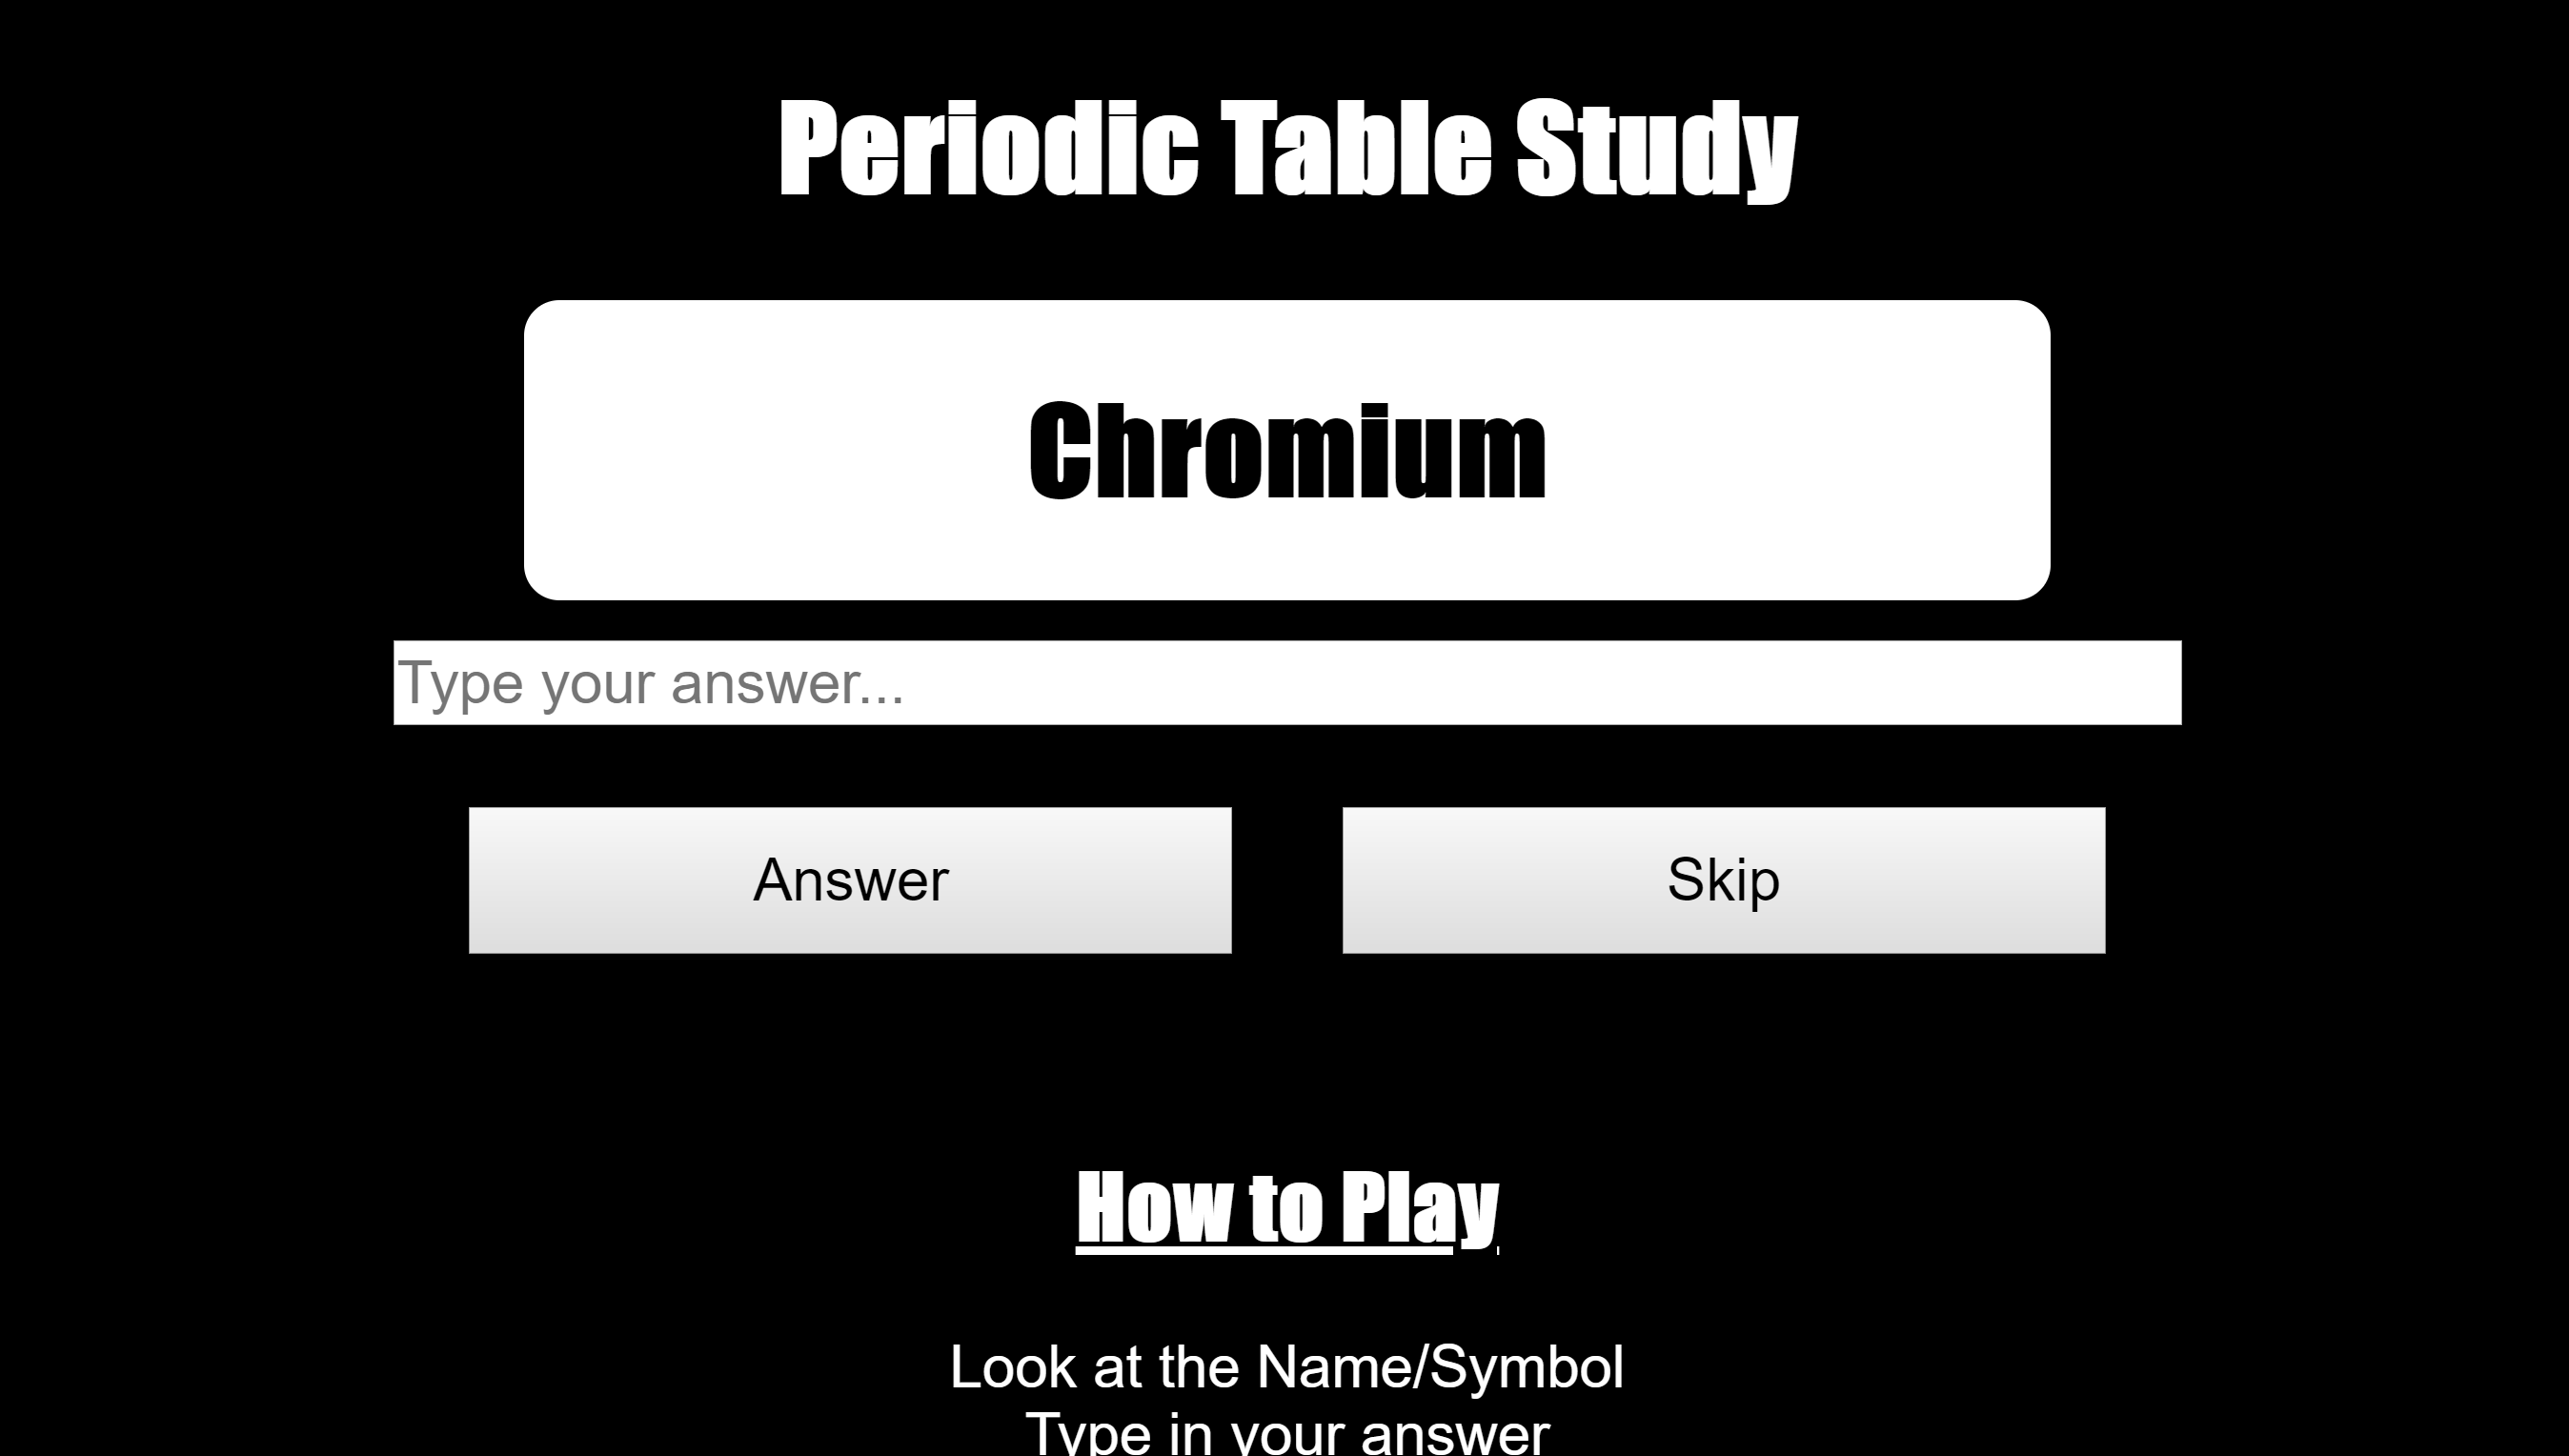 Periodic Table Study
Chromium
Type your answer...
Answer
Skip
How to Play
Look at the Name/Symbol
Type in your answer